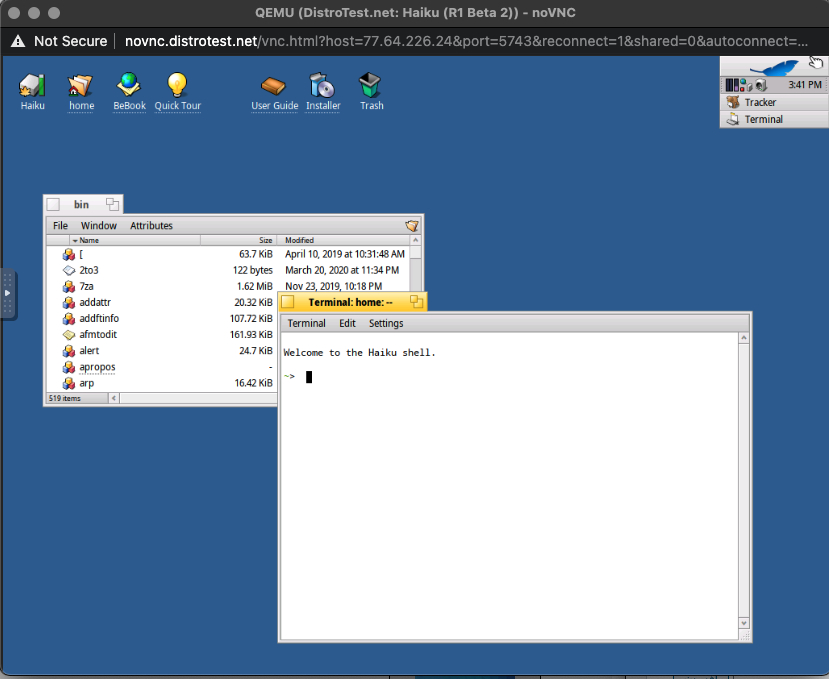 QEMU (DistroTest.net: Haiku (R1 Beta 2)) - noVNC
Not Secure novnc.distrotest.net/vnc.html?host=77.64.226.24&port=5743&reconnect=1&shared=0&autoconnect=...
Haiku home BeBook Quick Tour User Guide Installer Trash
3:41 PM
Tracker
Terminal
bin
File Window Attributes
Name Size Modified
[ 63.7 KiB April 10, 2019 at 10:31:48 AM
2to3 122 bytes March 20, 2020 at 11:34 PM
7za 1.62 MiB Nov 23, 2019, 10:18 PM
addattr 20.32 KiB
addftinfo 107.72 KiB
afmtodit 161.93 KiB
alert 24.7 KiB
apropos -
arp 16.42 KiB
519 items
Terminal: home: --
Terminal Edit Settings
Welcome to the Haiku shell.
~>